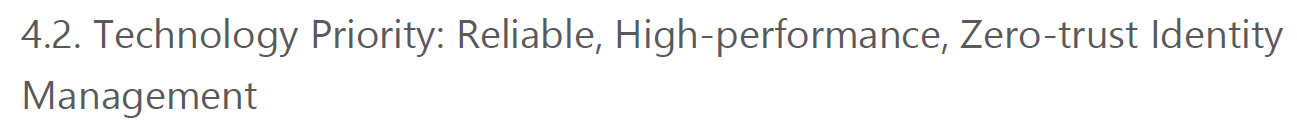 4.2. Technology Priority: Reliable, High-performance, Zero-trust Identity
Management